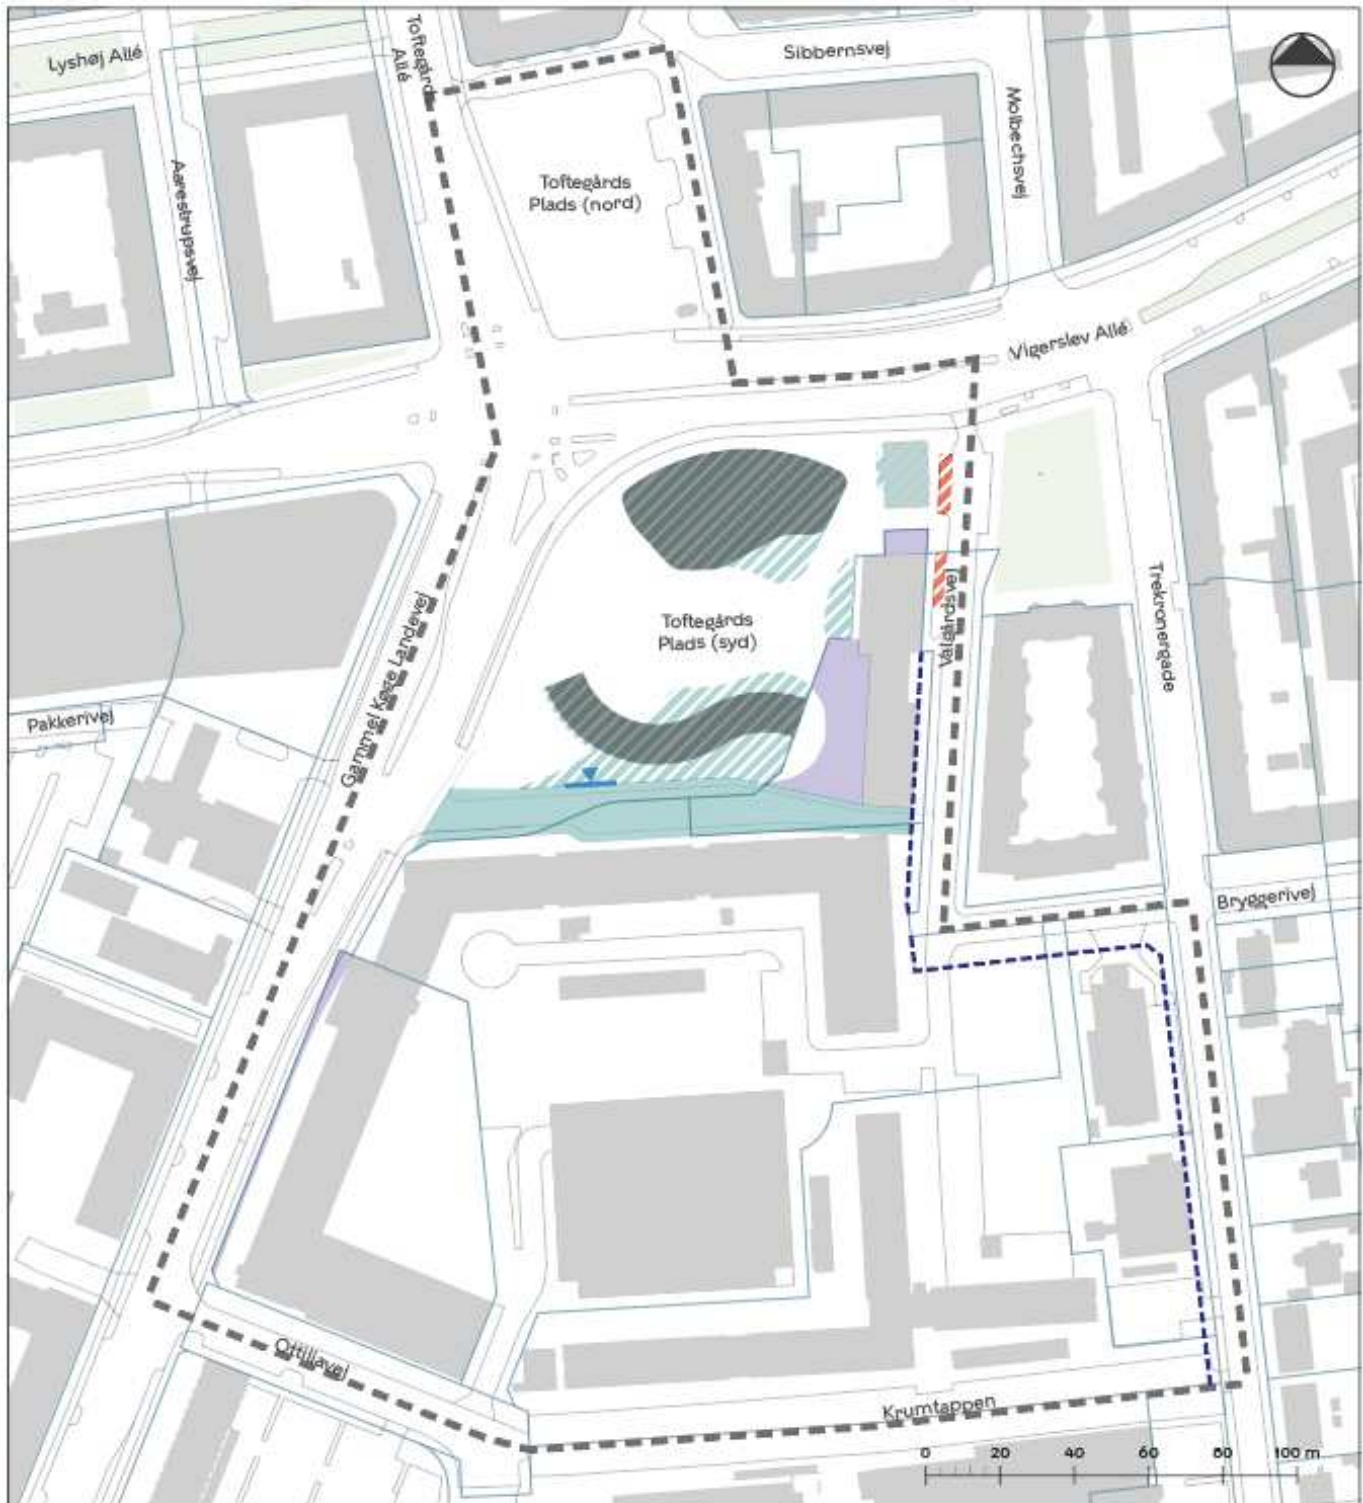 Lyshøj Allé
Toftegårds
Allé
Sibbernsvej
Molbechsvej
Aarestrupsvej
Toftegårds
Plads (nord)
Vigerslev Allé
Trekronergade
Toftegårds
Plads (syd)
Valgårdsvej
Gammel Køge Landevej
Pakkerivej
Bryggerivej
Ottiliavej
Krumtappen
0 20 40 60 80 100 m